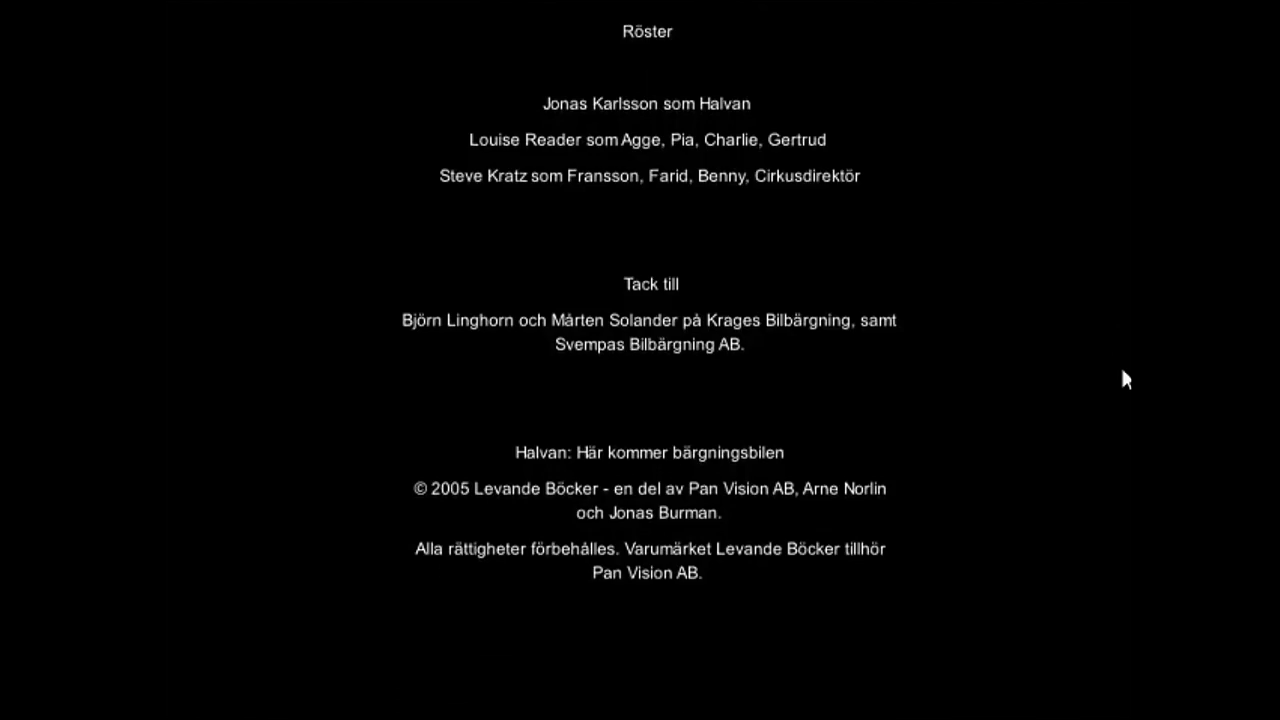 Röster
Jonas Karlsson som Halvan
Louise Reader som Agge, Pia, Charlie, Gertrud
Steve Kratz som Fransson, Farid, Benny, Cirkusdirektör
Tack till
Björn Linghorn och Mårten Solander på Krages Bilbärgning, samt
Svempas Bilbärgning AB.
Halvan: Här kommer bärgningsbilen
© 2005 Levande Böcker - en del av Pan Vision AB, Arne Norlin
och Jonas Burman.
Alla rättigheter förbehålles. Varumärket Levande Böcker tillhör
Pan Vision AB.